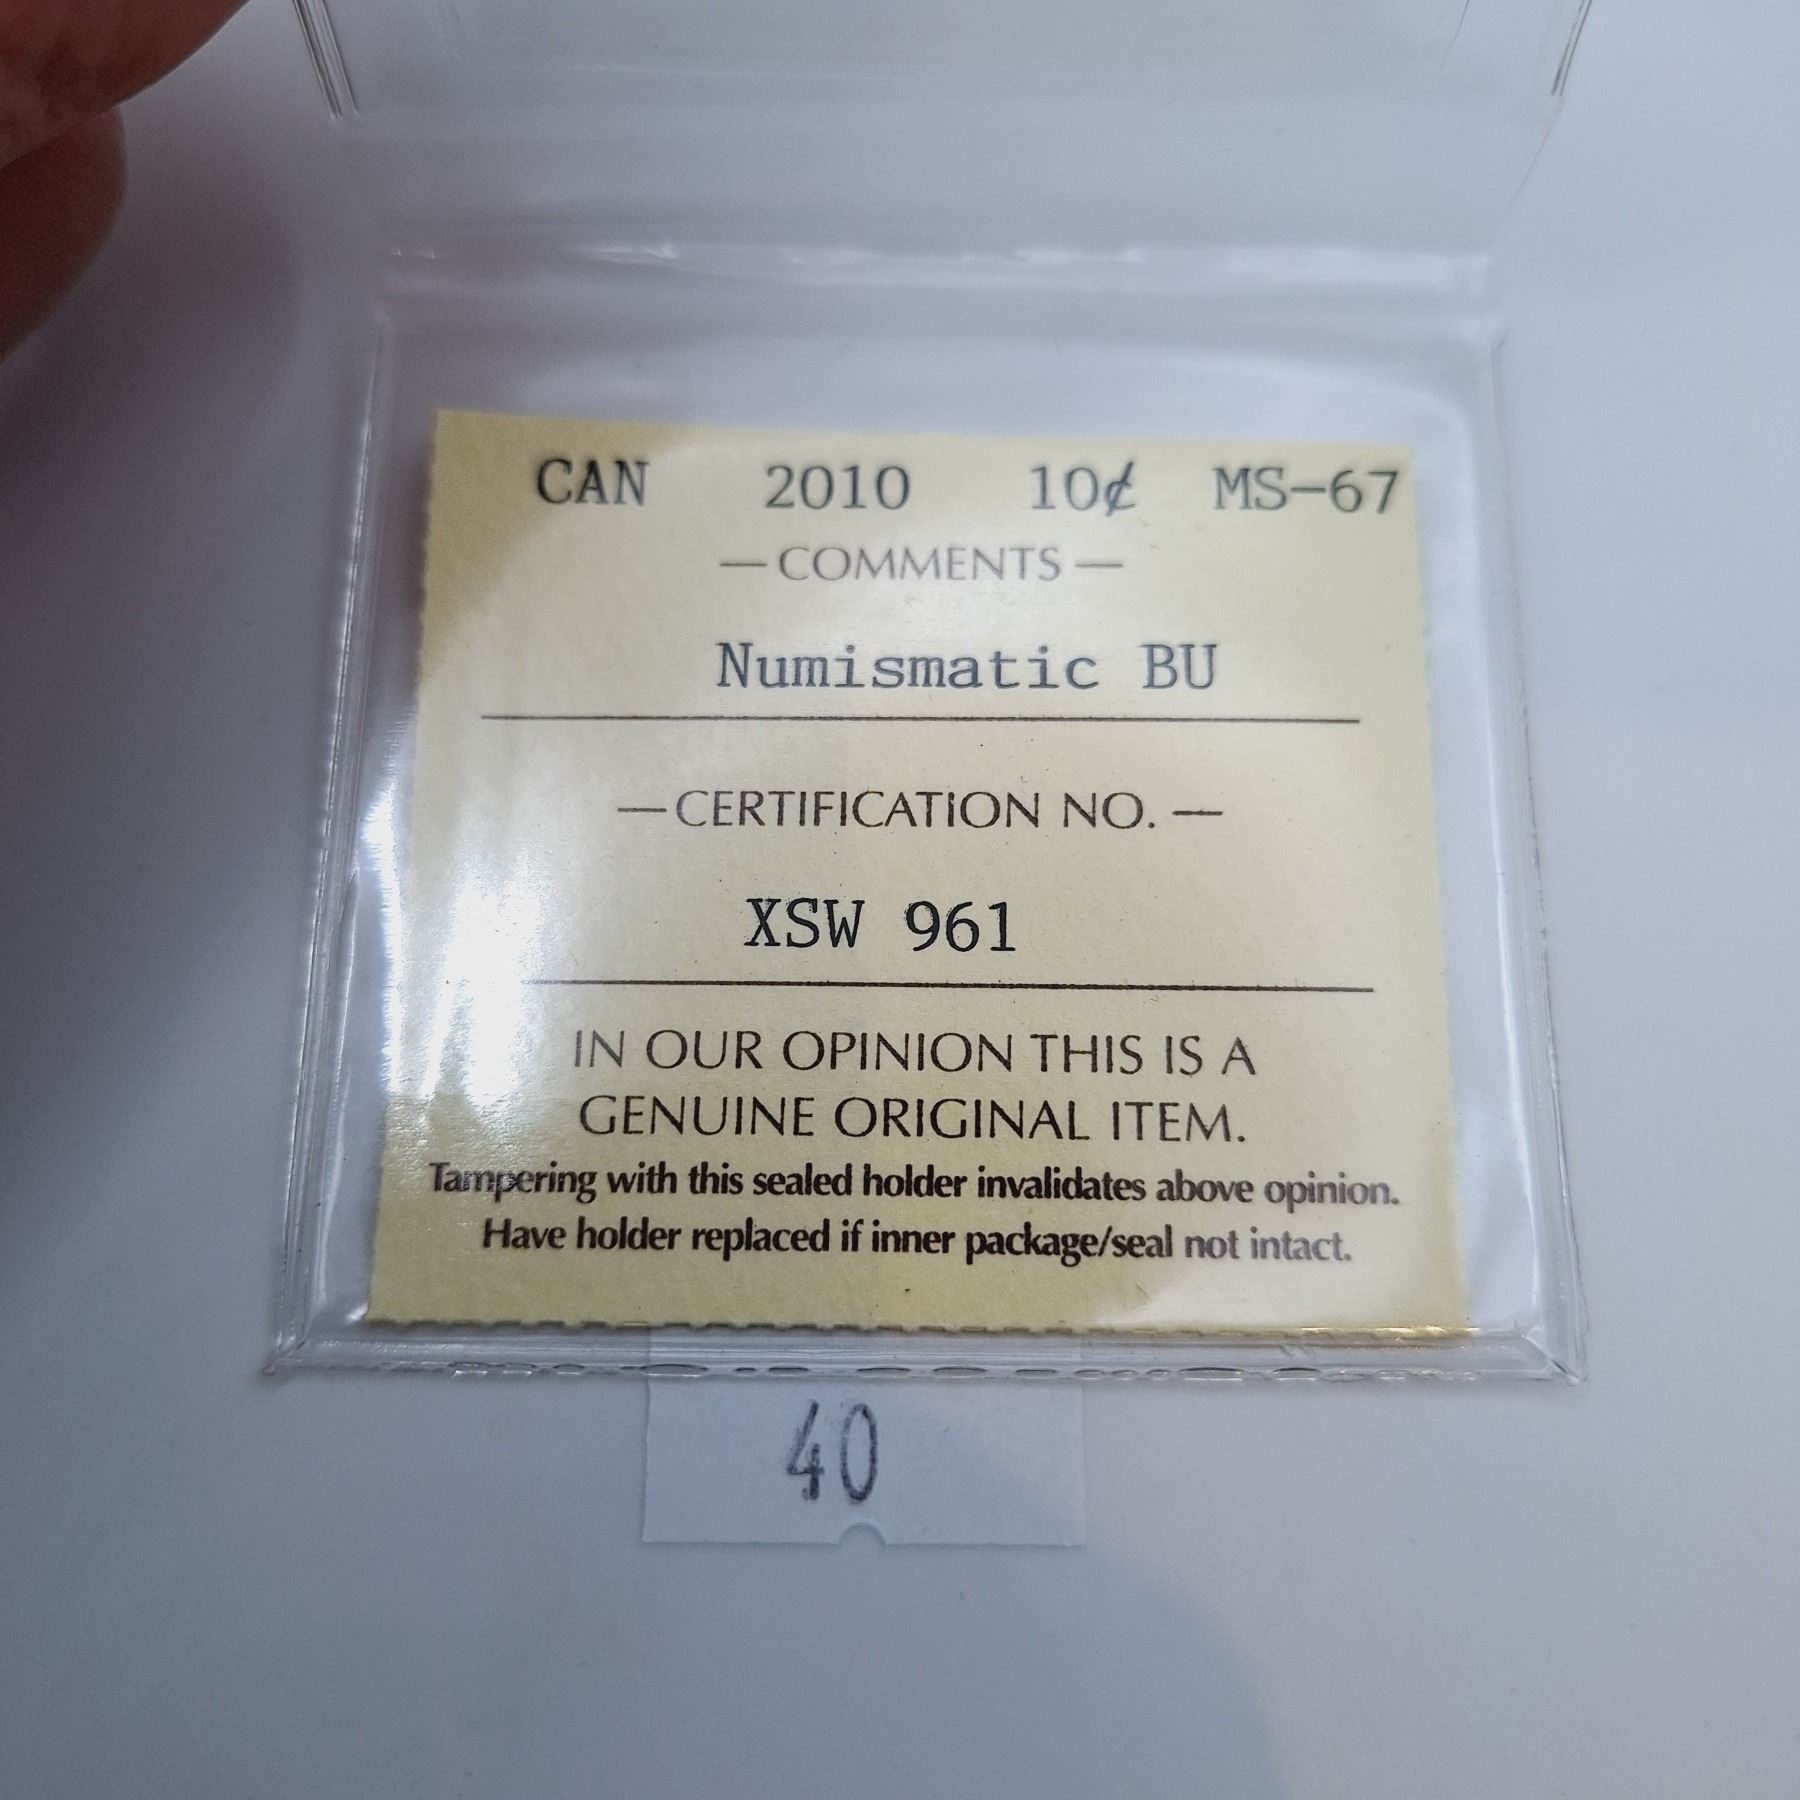 CAN 2010 10¢ MS-67
— COMMENTS —
Numismatic BU
— CERTIFICATION NO. —
XSW 961
IN OUR OPINION THIS IS A
GENUINE ORIGINAL ITEM.
Tampering with this sealed holder invalidates above opinion.
Have holder replaced if inner package/seal not intact.
40